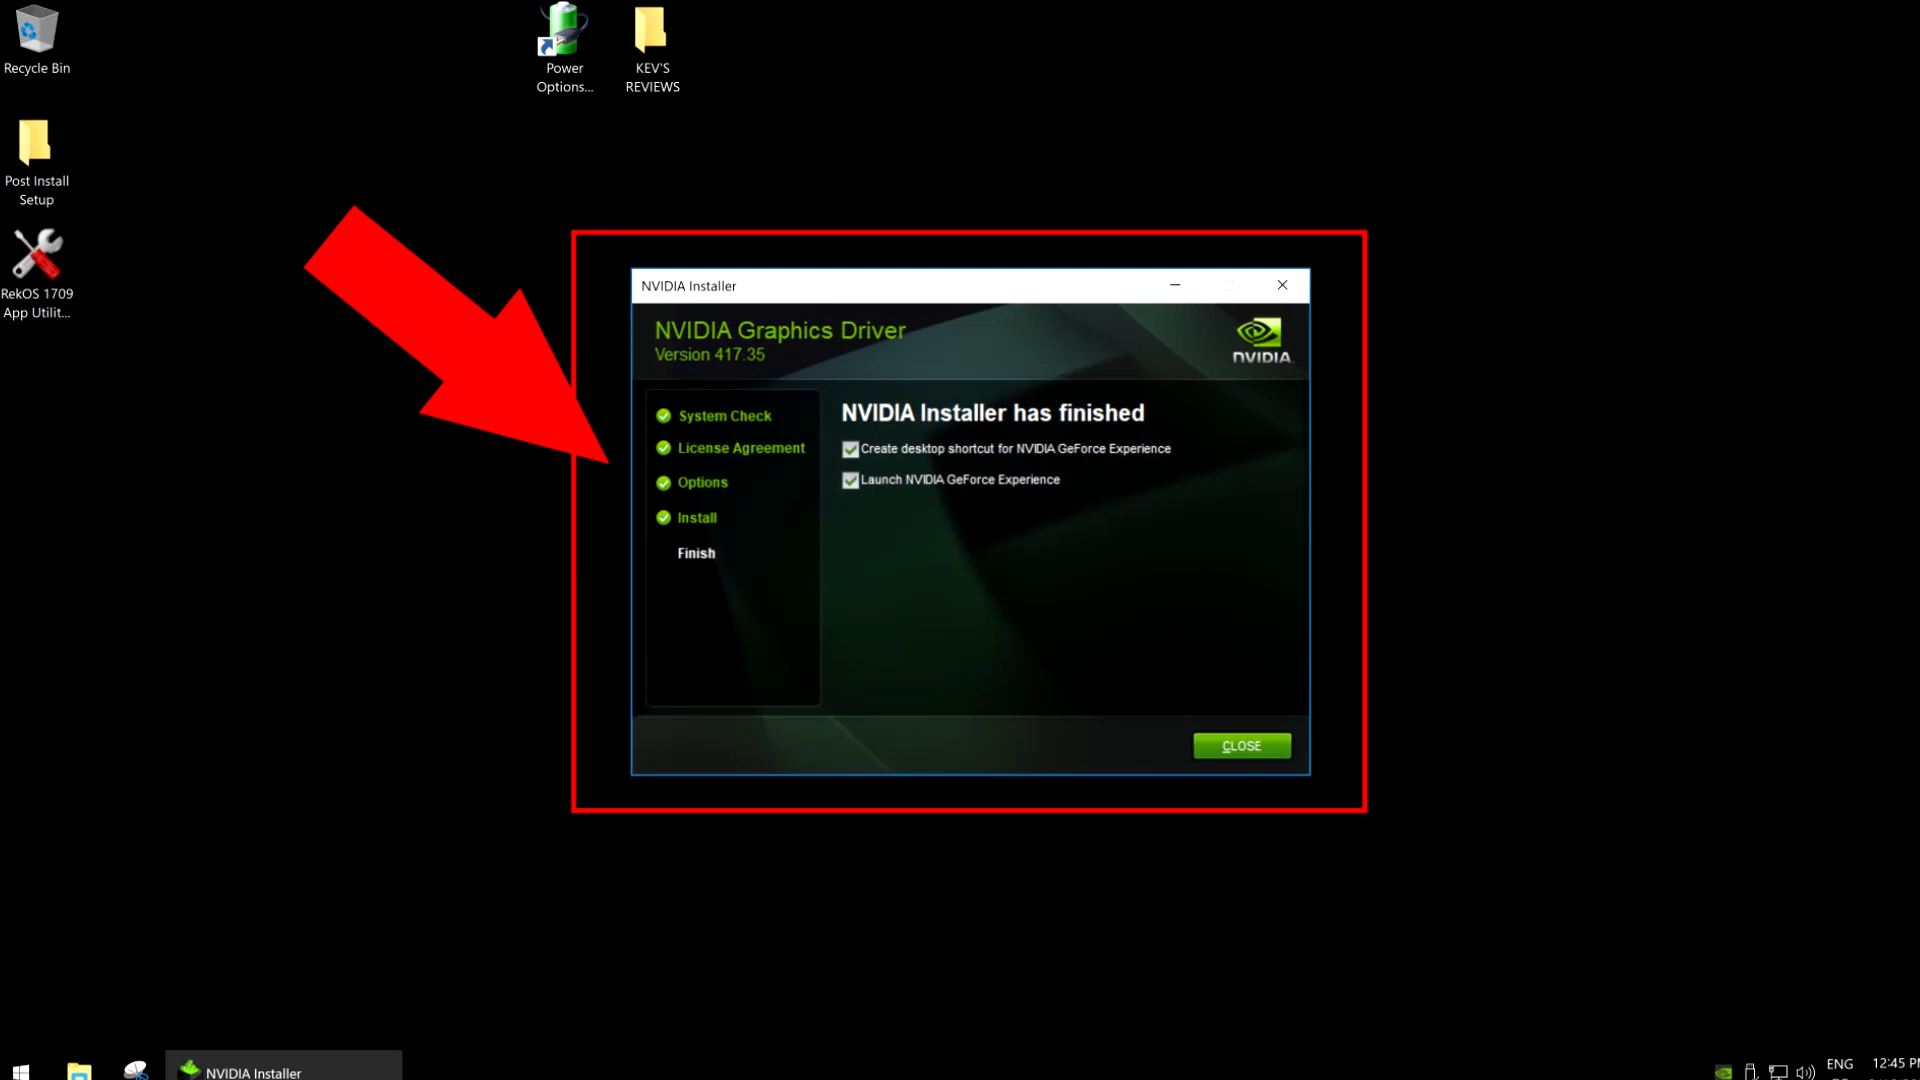 Recycle Bin
Power
Options...
KEV'S
REVIEWS
Post Install
Setup
RekOS 1709
App Utilit...
NVIDIA Installer
NVIDIA Graphics Driver
Version 417.35
NVIDIA
System Check
License Agreement
Options
Install
Finish
NVIDIA Installer has finished
Create desktop shortcut for NVIDIA GeForce Experience
Launch NVIDIA GeForce Experience
CLOSE
NVIDIA Installer
ENG
12:45 PM